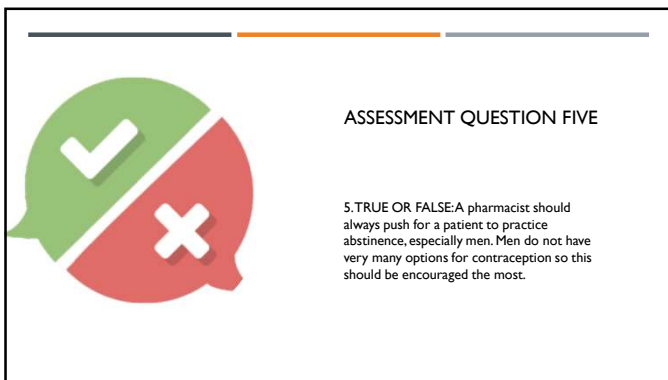 ASSESSMENT QUESTION FIVE
5. TRUE OR FALSE: A pharmacist should
always push for a patient to practice
abstinence, especially men. Men do not have
very many options for contraception so this
should be encouraged the most.